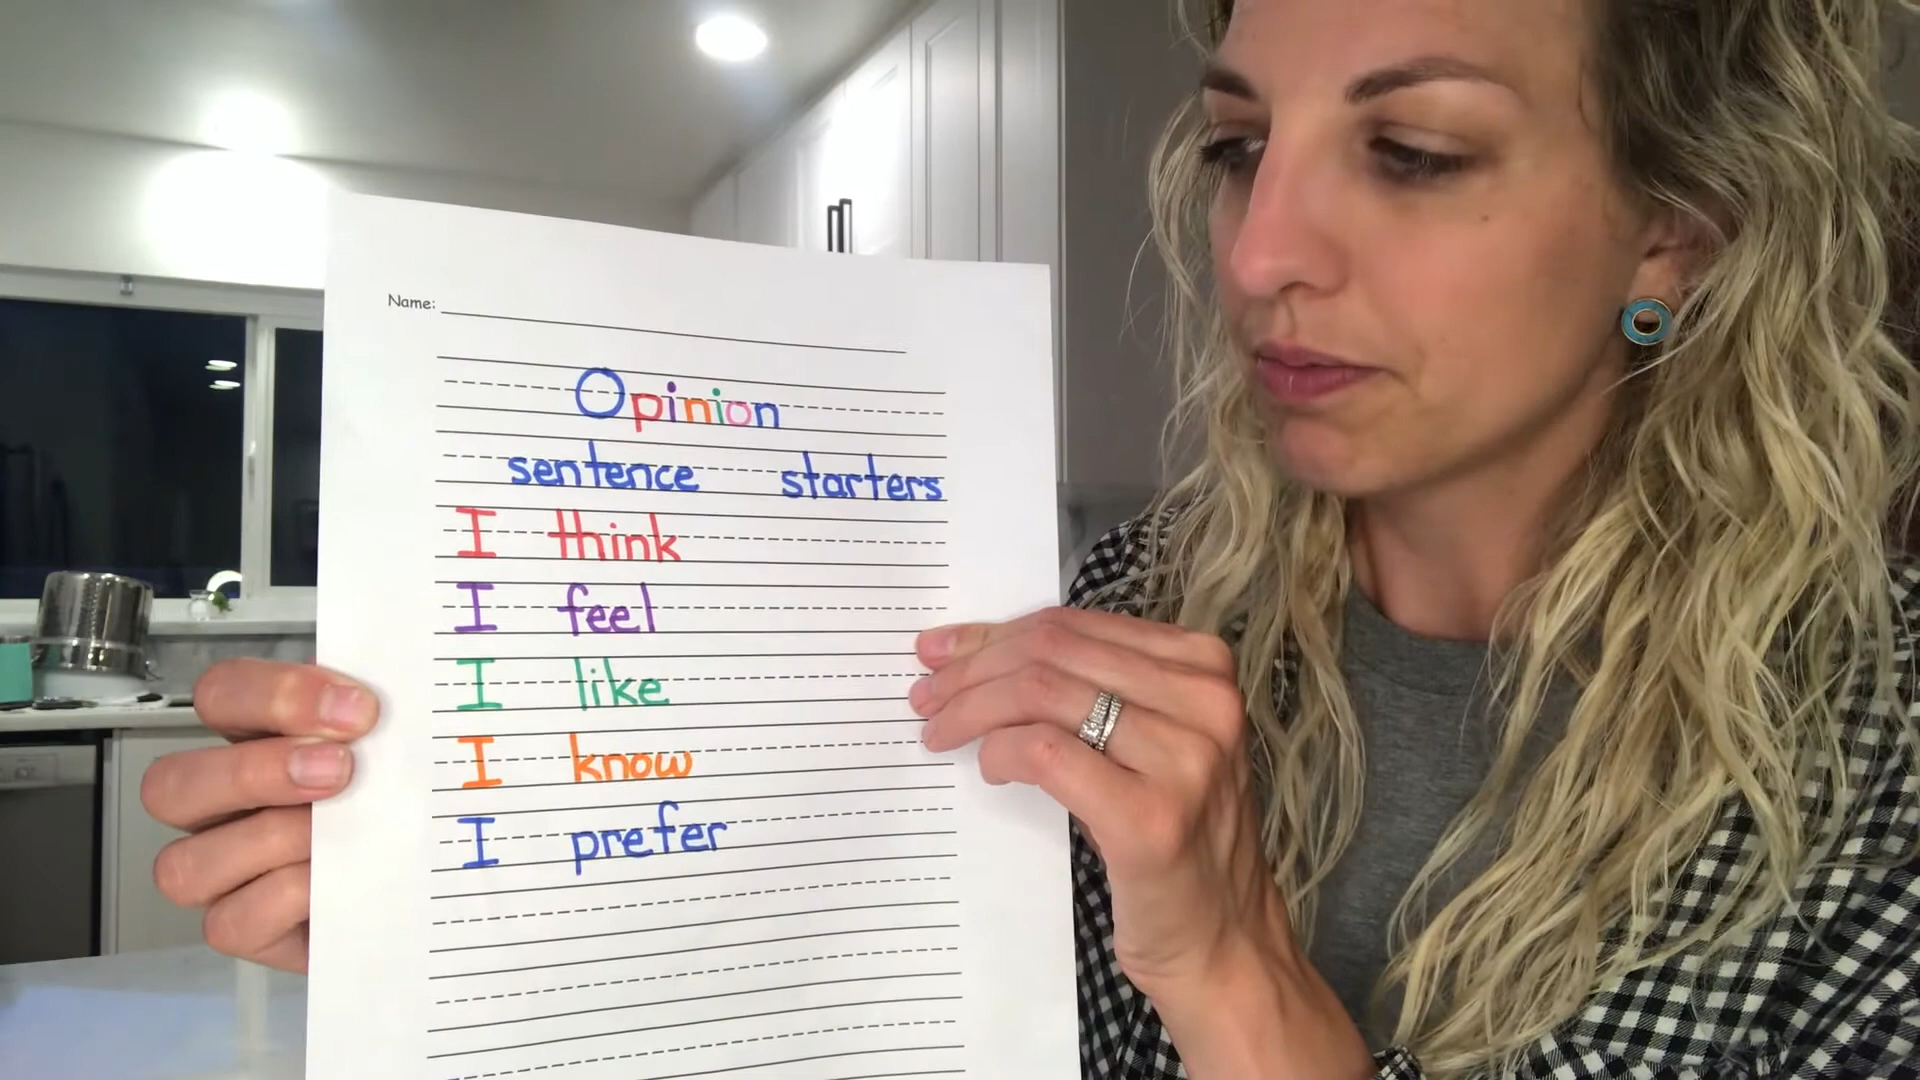 Name:
Opinion
sentence starters
I think
I feel
I like
I know
I prefer